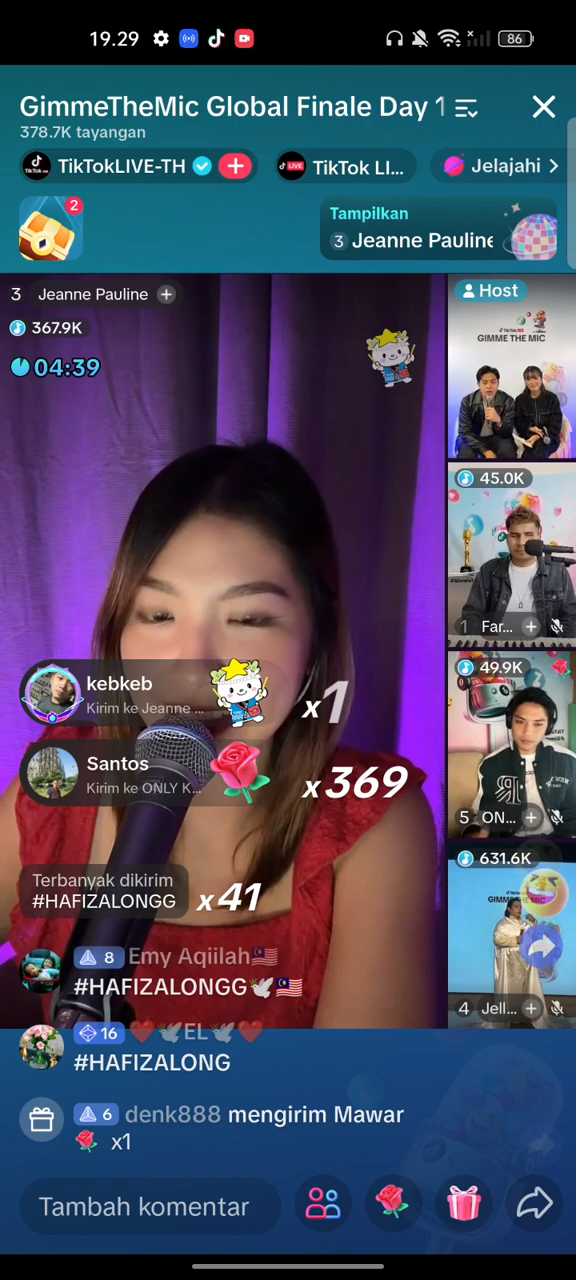 19.29
86
GimmeTheMic Global Finale Day 1
378.7K tayangan
TikTokLIVE-TH
TikTok LI...
Jelajahi
2
Tampilkan
3 Jeanne Pauline
3 Jeanne Pauline
367.9K
04:39
Host
GIMME THE MIC
45.0K
1 Far...
49.9K
5 ON...
631.6K
GIMME THE MIC
4 Jell...
kebkeb
Kirim ke Jeanne ...
x1
Santos
Kirim ke ONLY K...
x369
Terbanyak dikirim
#HAFIZALONGG
x41
8 Emy Aqiilah🇲🇾
#HAFIZALONGG🕊️🇲🇾
16 ❤️🕊️EL🕊️❤️
#HAFIZALONG
6 denk888 mengirim Mawar
🌹 x1
Tambah komentar